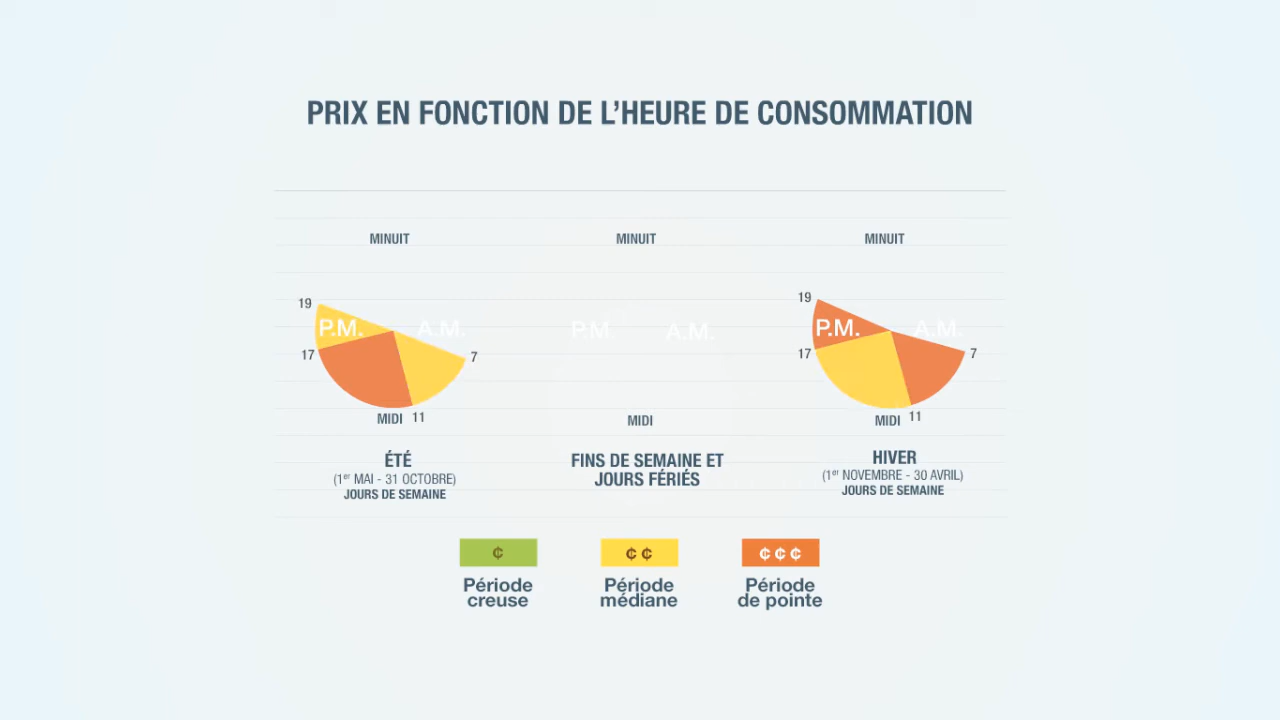 PRIX EN FONCTION DE L'HEURE DE CONSOMMATION
MINUIT
19
P.M.
A.M.
17
7
MIDI
11
ÉTÉ
(1er MAI - 31 OCTOBRE)
JOURS DE SEMAINE
MINUIT
P.M.
A.M.
MIDI
FINS DE SEMAINE ET
JOURS FÉRIÉS
MINUIT
19
P.M.
A.M.
17
7
MIDI
11
HIVER
(1er NOVEMBRE - 30 AVRIL)
JOURS DE SEMAINE
¢
Période
creuse
¢ ¢
Période
médiane
¢ ¢ ¢
Période
de pointe